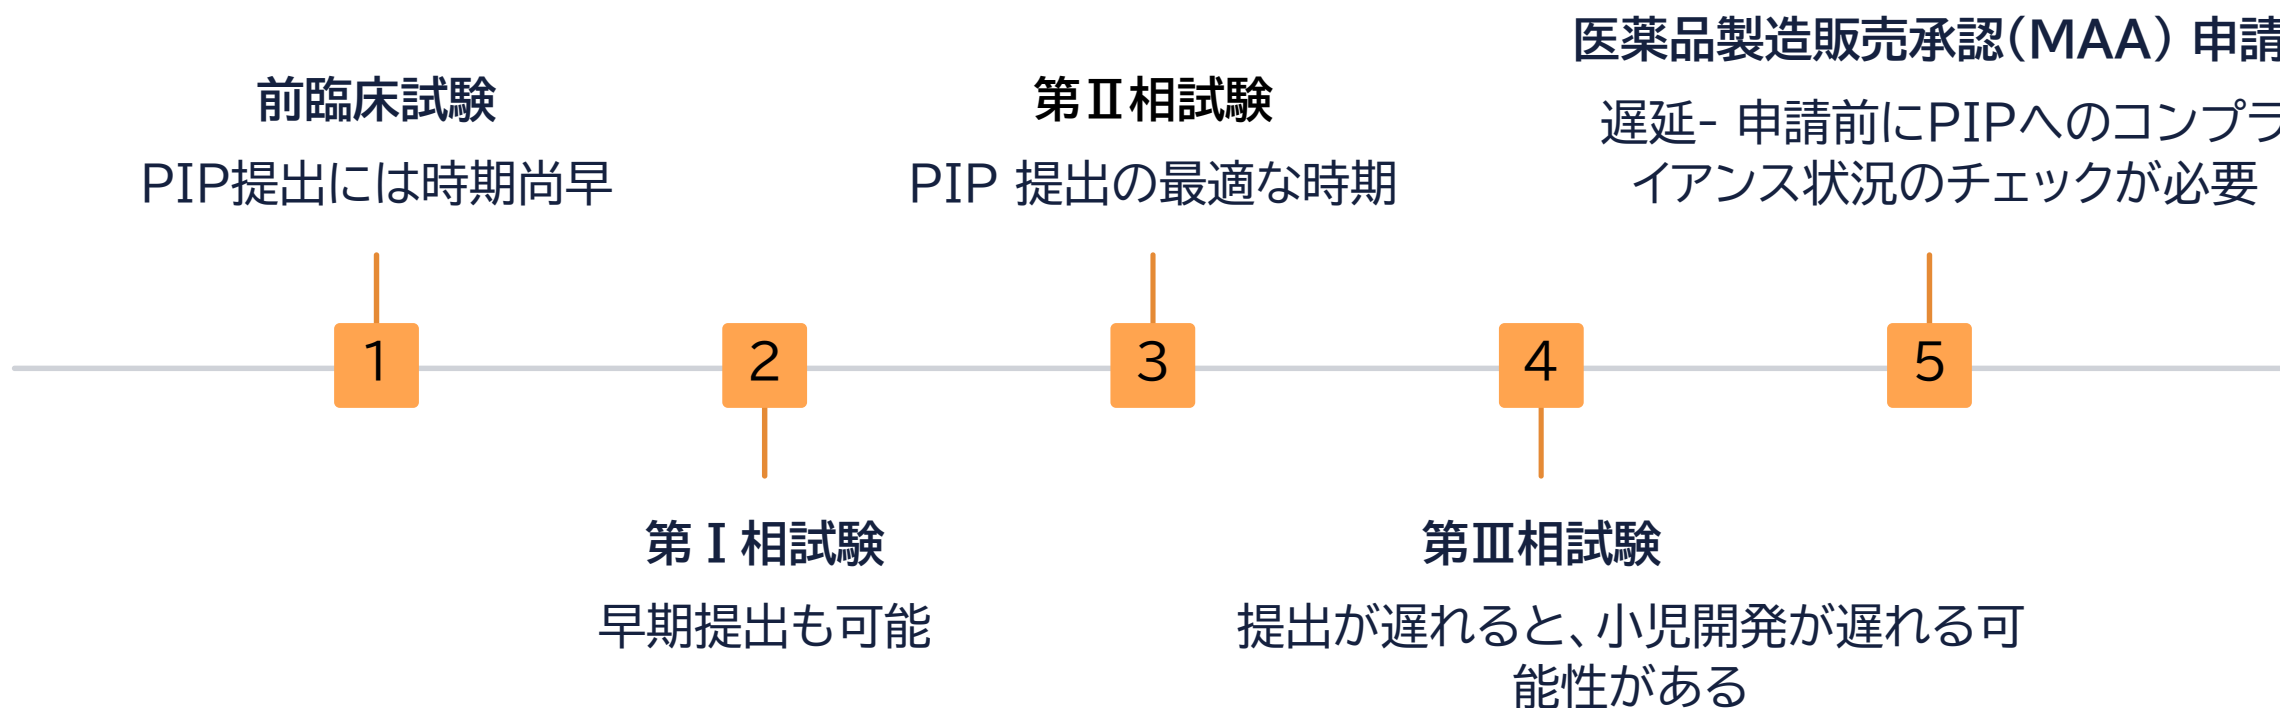 前臨床試験
PIP提出には時期尚早
1
第Ⅰ相試験
早期提出も可能
2
第Ⅱ相試験
PIP 提出の最適な時期
3
第Ⅲ相試験
提出が遅れると、小児開発が遅れる可
能性がある
4
医薬品製造販売承認(MAA) 申請
遅延- 申請前にPIPへのコンプラ
イアンス状況のチェックが必要
5